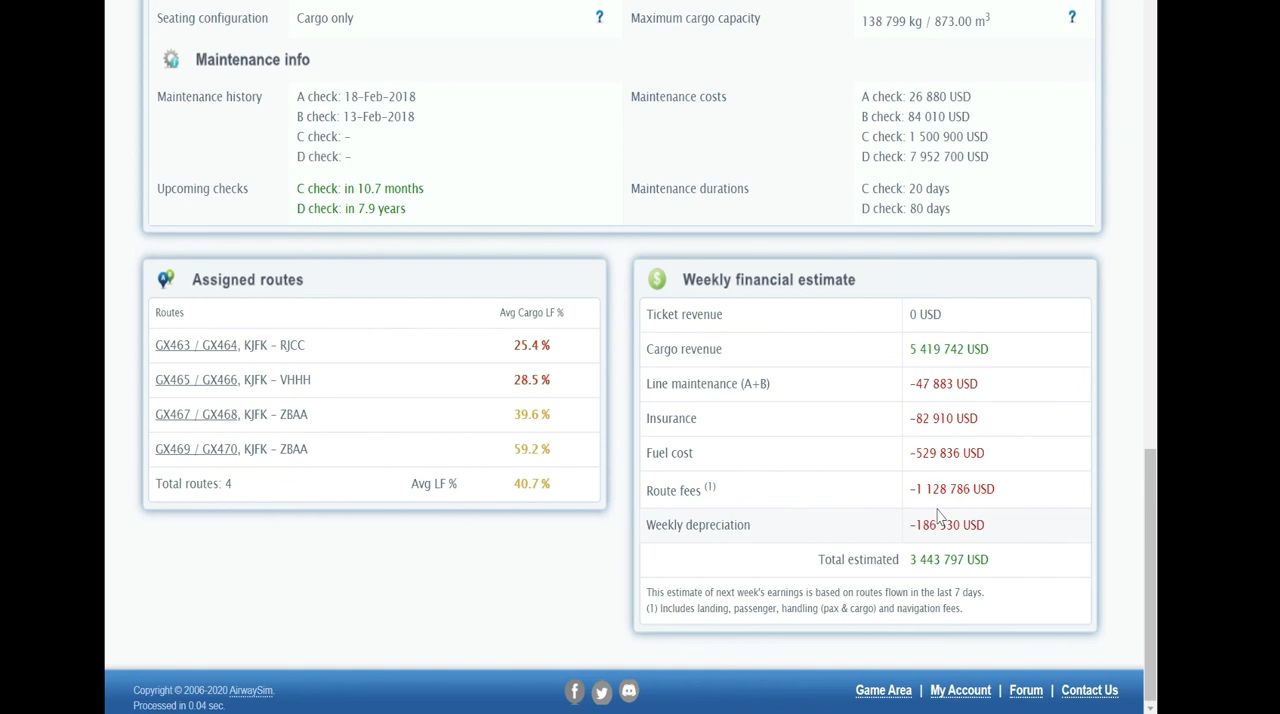 Seating configuration Cargo only ? Maximum cargo capacity 138 799 kg / 873.00 m³ ?
Maintenance info
Maintenance history A check: 18-Feb-2018 Maintenance costs A check: 26 880 USD
B check: 13-Feb-2018 B check: 84 010 USD
C check: - C check: 1 500 900 USD
D check: - D check: 7 952 700 USD
Upcoming checks C check: in 10.7 months Maintenance durations C check: 20 days
D check: in 7.9 years D check: 80 days
Assigned routes
Routes Avg Cargo LF %
GX463 / GX464, KJFK - RJCC 25.4 %
GX465 / GX466, KJFK - VHHH 28.5 %
GX467 / GX468, KJFK - ZBAA 39.6 %
GX469 / GX470, KJFK - ZBAA 59.2 %
Total routes: 4 Avg LF % 40.7 %
$ Weekly financial estimate
Ticket revenue 0 USD
Cargo revenue 5 419 742 USD
Line maintenance (A+B) -47 883 USD
Insurance -82 910 USD
Fuel cost -529 836 USD
Route fees (1) -1 128 786 USD
Weekly depreciation -186 530 USD
Total estimated 3 443 797 USD
This estimate of next week's earnings is based on routes flown in the last 7 days.
(1) Includes landing, passenger, handling (pax & cargo) and navigation fees.
Copyright © 2006-2020 AirwaySim.
Processed in 0.04 sec.
Game Area | My Account | Forum | Contact Us